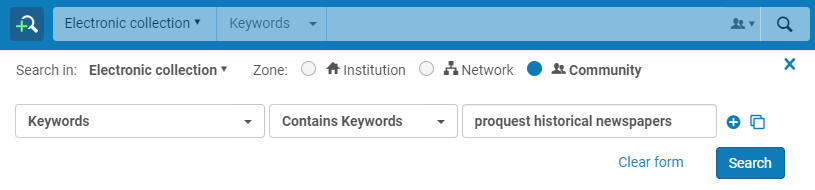 Electronic collection Keywords
Search in: Electronic collection Zone: Institution Network Community
Keywords Contains Keywords proquest historical newspapers
Clear form Search